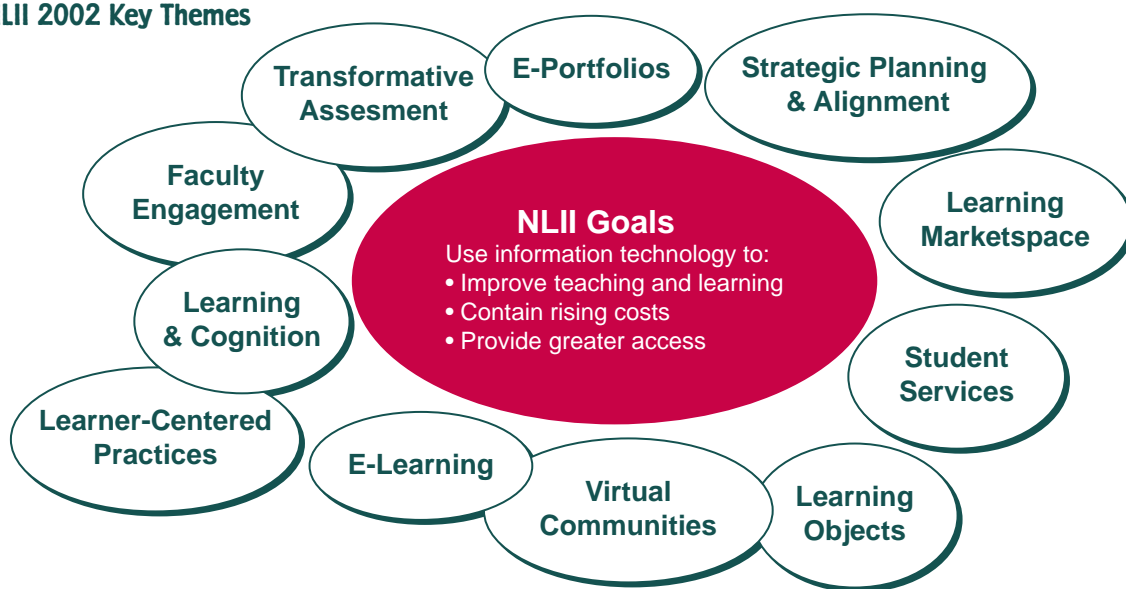 LII 2002 Key Themes
E-Portfolios
Strategic Planning
& Alignment
Transformative
Assesment
Faculty
Engagement
Learning
Marketspace
NLII Goals
Use information technology to:
• Improve teaching and learning
• Contain rising costs
• Provide greater access
Learning
& Cognition
Student
Services
Learner-Centered
Practices
E-Learning
Virtual
Communities
Learning
Objects